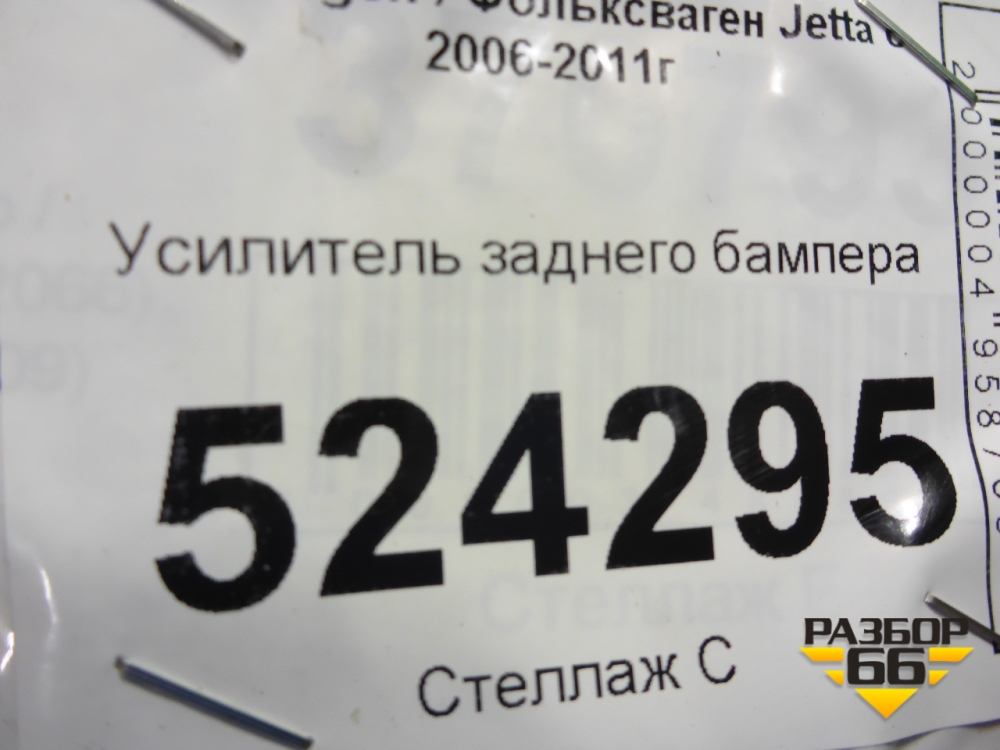 Фольксваген Jetta
2006-2011г
Усилитель заднего бампера
524295
Стеллаж С
РАЗБОР
66